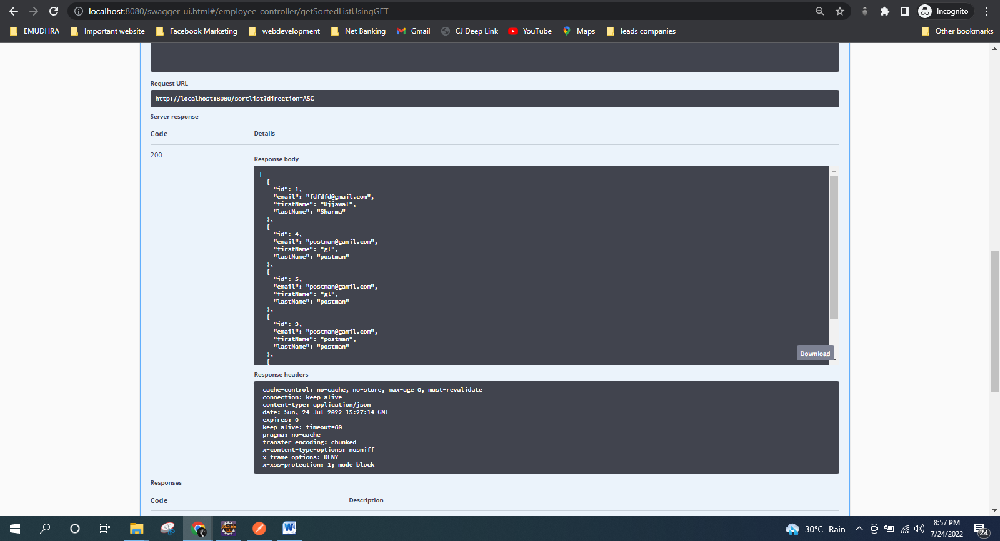 localhost:8080/swagger-ui.html#/employee-controller/getSortedListUsingGET
Incognito
EMUDHRA
Important website
Facebook Marketing
webdevelopment
Net Banking
Gmail
CJ Deep Link
YouTube
Maps
leads companies
Other bookmarks
Request URL
http://localhost:8080/sortlist?direction=ASC
Server response
Code Details
200
Response body
[
{
"id": 1,
"email": "fdfdfd@gmail.com",
"firstName": "Ujjawal",
"lastName": "Sharma"
},
{
"id": 4,
"email": "postman@gamil.com",
"firstName": "gl",
"lastName": "postman"
},
{
"id": 5,
"email": "postman@gamil.com",
"firstName": "gl",
"lastName": "postman"
},
{
"id": 3,
"email": "postman@gamil.com",
"firstName": "postman",
"lastName": "postman"
},
{
Download
Response headers
cache-control: no-cache, no-store, max-age=0, must-revalidate
connection: keep-alive
content-type: application/json
date: Sun, 24 Jul 2022 15:27:14 GMT
expires: 0
keep-alive: timeout=60
pragma: no-cache
transfer-encoding: chunked
x-content-type-options: nosniff
x-frame-options: DENY
x-xss-protection: 1; mode=block
Responses
Code Description
30°C Rain
8:57 PM
7/24/2022
24